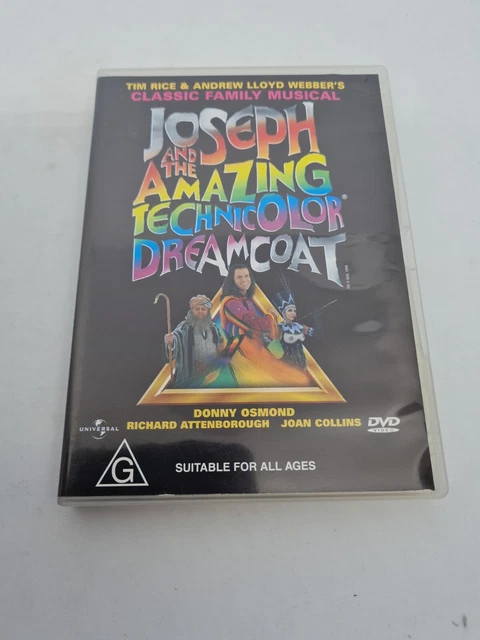 TIM RICE & ANDREW LLOYD WEBBER'S
CLASSIC FAMILY MUSICAL
JOSEPH
AND THE
AMAZING
TECHNICOLOR®
DREAMCOAT
DONNY OSMOND
RICHARD ATTENBOROUGH JOAN COLLINS
DVD
VIDEO
UNIVERSAL
G
SUITABLE FOR ALL AGES